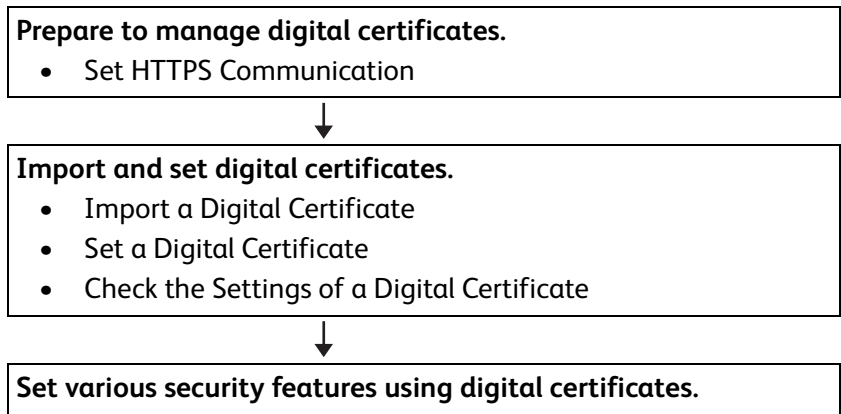 Prepare to manage digital certificates.
• Set HTTPS Communication
Import and set digital certificates.
• Import a Digital Certificate
• Set a Digital Certificate
• Check the Settings of a Digital Certificate
Set various security features using digital certificates.